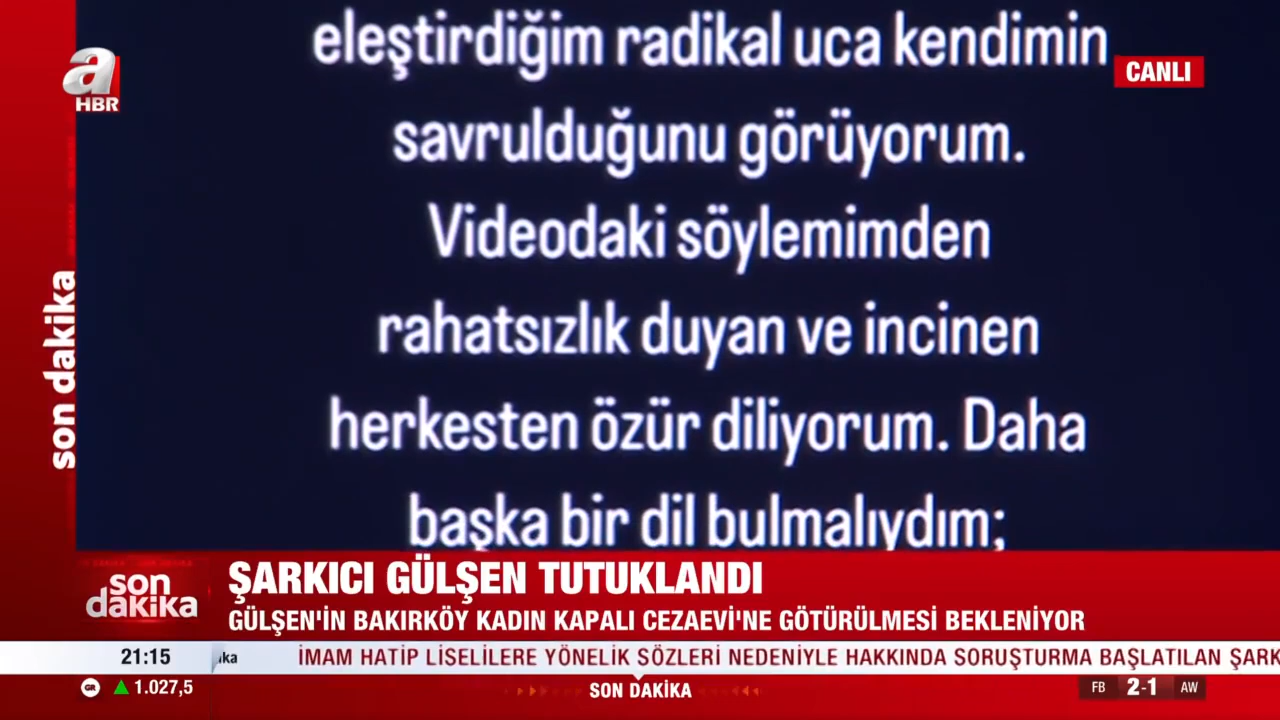 eleştirdiğim radikal uca kendimin
CANLI
a
HBR
savrulduğunu görüyorum.
Videodaki söylemimden
rahatsızlık duyan ve incinen
herkesten özür diliyorum. Daha
başka bir dil bulmalıydım;
son dakika
son
dakika
ŞARKICI GÜLŞEN TUTUKLANDI
GÜLŞEN'İN BAKIRKÖY KADIN KAPALI CEZAEVİ'NE GÖTÜRÜLMESİ BEKLENİYOR
21:15
ika
İMAM HATİP LİSELİLERE YÖNELİK SÖZLERİ NEDENİYLE HAKKINDA SORUŞTURMA BAŞLATILAN ŞARK
GR 1.027,5
SON DAKİKA
FB 2-1 AW